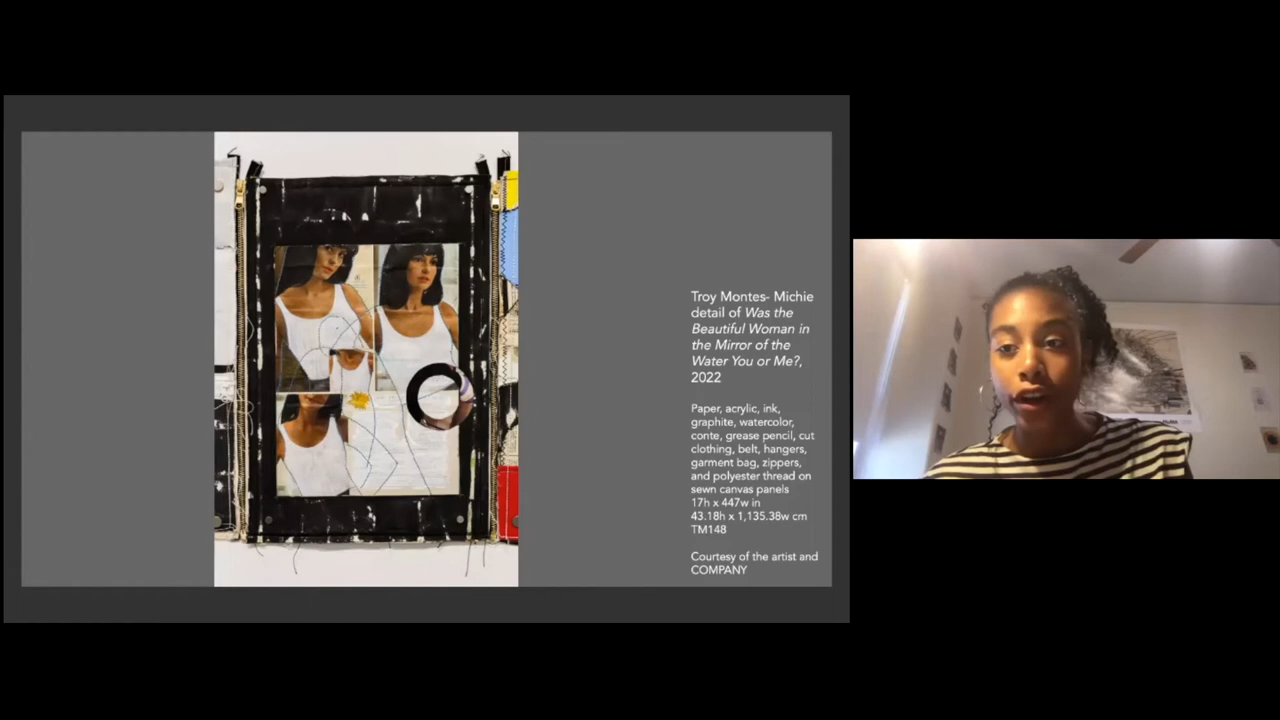 Troy Montes- Michie
detail of Was the
Beautiful Woman in
the Mirror of the
Water You or Me?,
2022
Paper, acrylic, ink,
graphite, watercolor,
conte, grease pencil, cut
clothing, belt, hangers,
garment bag, zippers,
and polyester thread on
sewn canvas panels
17h x 447w in
43.18h x 1,135.38w cm
TM148
Courtesy of the artist and
COMPANY